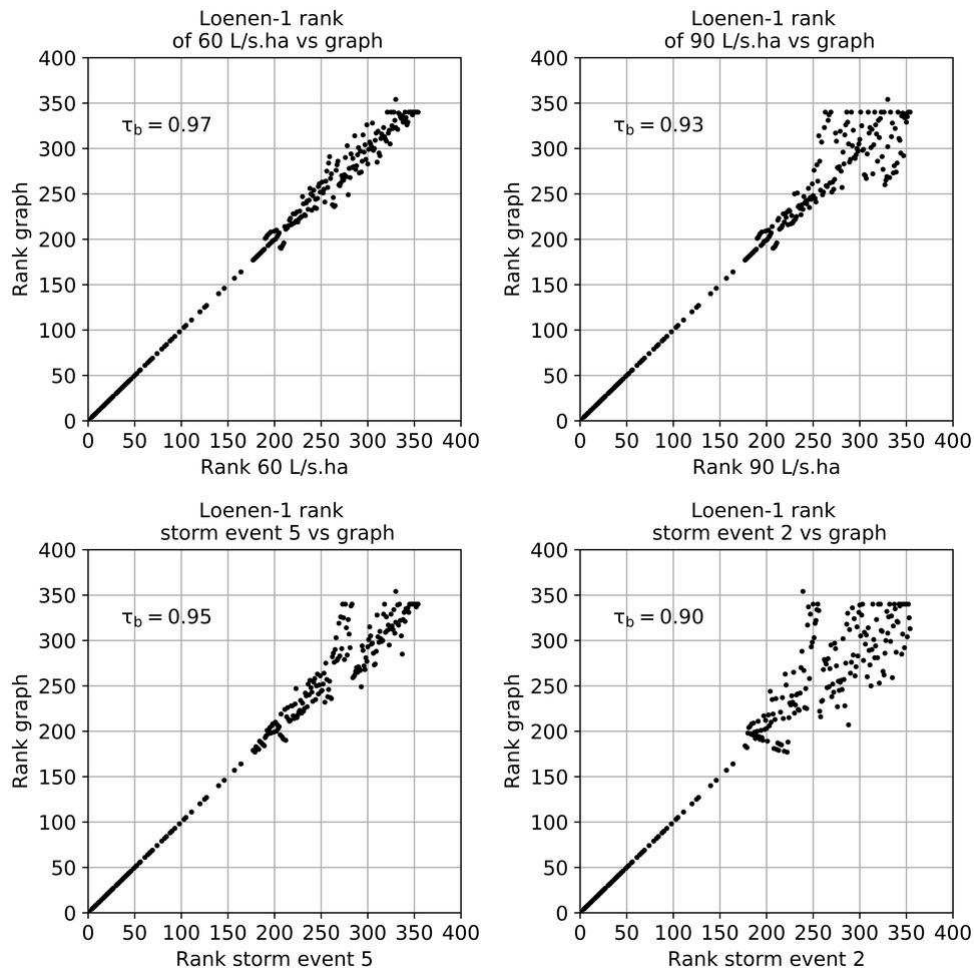 Loenen-1 rank
of 60 L/s.ha vs graph
400
350
300
250
200
150
100
50
0
τb = 0.97
Rank graph
0 50 100 150 200 250 300 350 400
Rank 60 L/s.ha
Loenen-1 rank
of 90 L/s.ha vs graph
400
350
300
250
200
150
100
50
0
τb = 0.93
Rank graph
0 50 100 150 200 250 300 350 400
Rank 90 L/s.ha
Loenen-1 rank
storm event 5 vs graph
400
350
300
250
200
150
100
50
0
τb = 0.95
Rank graph
0 50 100 150 200 250 300 350 400
Rank storm event 5
Loenen-1 rank
storm event 2 vs graph
400
350
300
250
200
150
100
50
0
τb = 0.90
Rank graph
0 50 100 150 200 250 300 350 400
Rank storm event 2